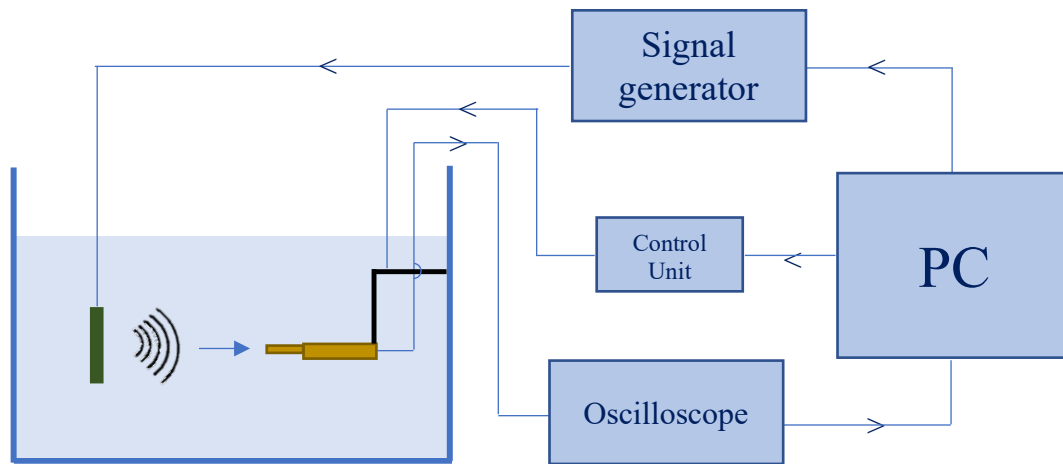 Signal
generator
Control
Unit
PC
Oscilloscope